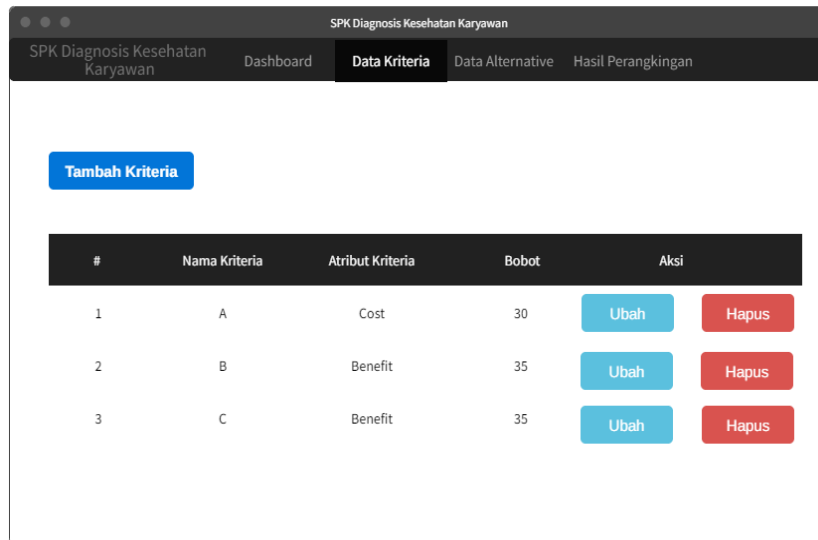 SPK Diagnosis Kesehatan Karyawan
SPK Diagnosis Kesehatan
Karyawan
Dashboard Data Kriteria Data Alternative Hasil Perangkingan
Tambah Kriteria
# Nama Kriteria Atribut Kriteria Bobot Aksi
1 A Cost 30 Ubah Hapus
2 B Benefit 35 Ubah Hapus
3 C Benefit 35 Ubah Hapus